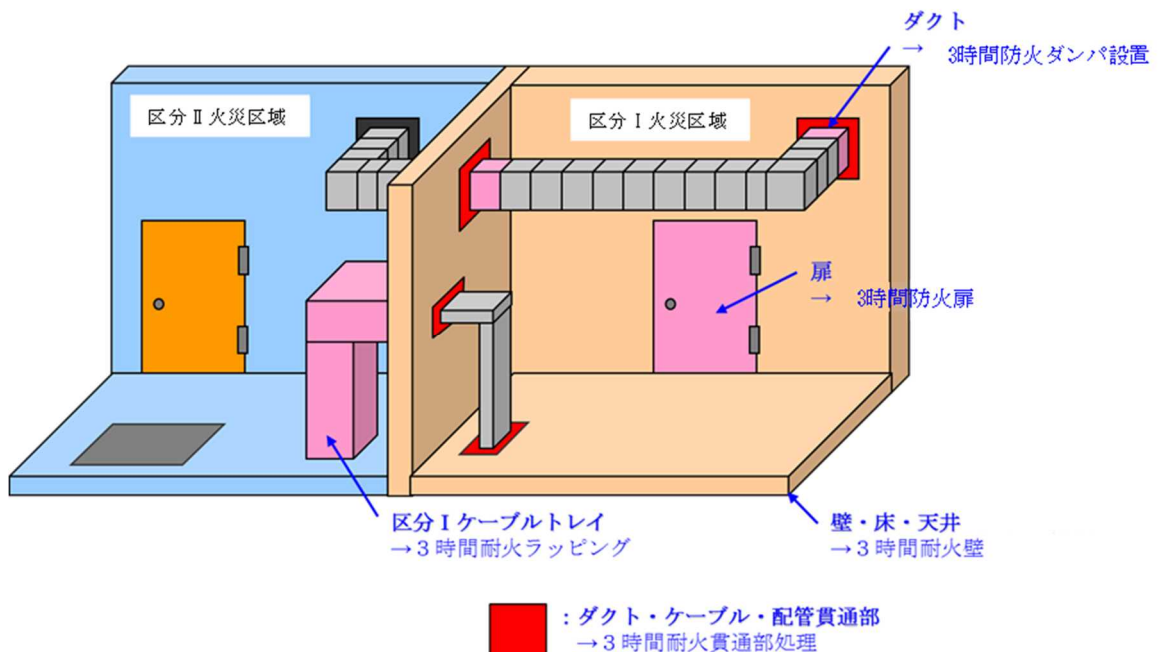 ダクト
→ 3時間防火ダンパ設置
区分Ⅱ火災区域
区分Ⅰ火災区域
扉
→ 3時間防火扉
区分Ⅰケーブルトレイ
→３時間耐火ラッピング
壁・床・天井
→３時間耐火壁
：ダクト・ケーブル・配管貫通部
→３時間耐火貫通部処理